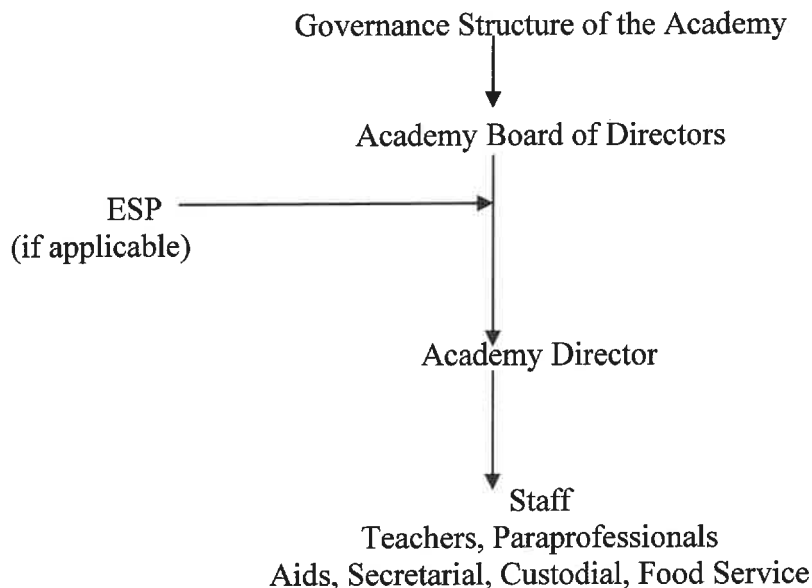 Governance Structure of the Academy
Academy Board of Directors
ESP
(if applicable)
Academy Director
Staff
Teachers, Paraprofessionals
Aids, Secretarial, Custodial, Food Service